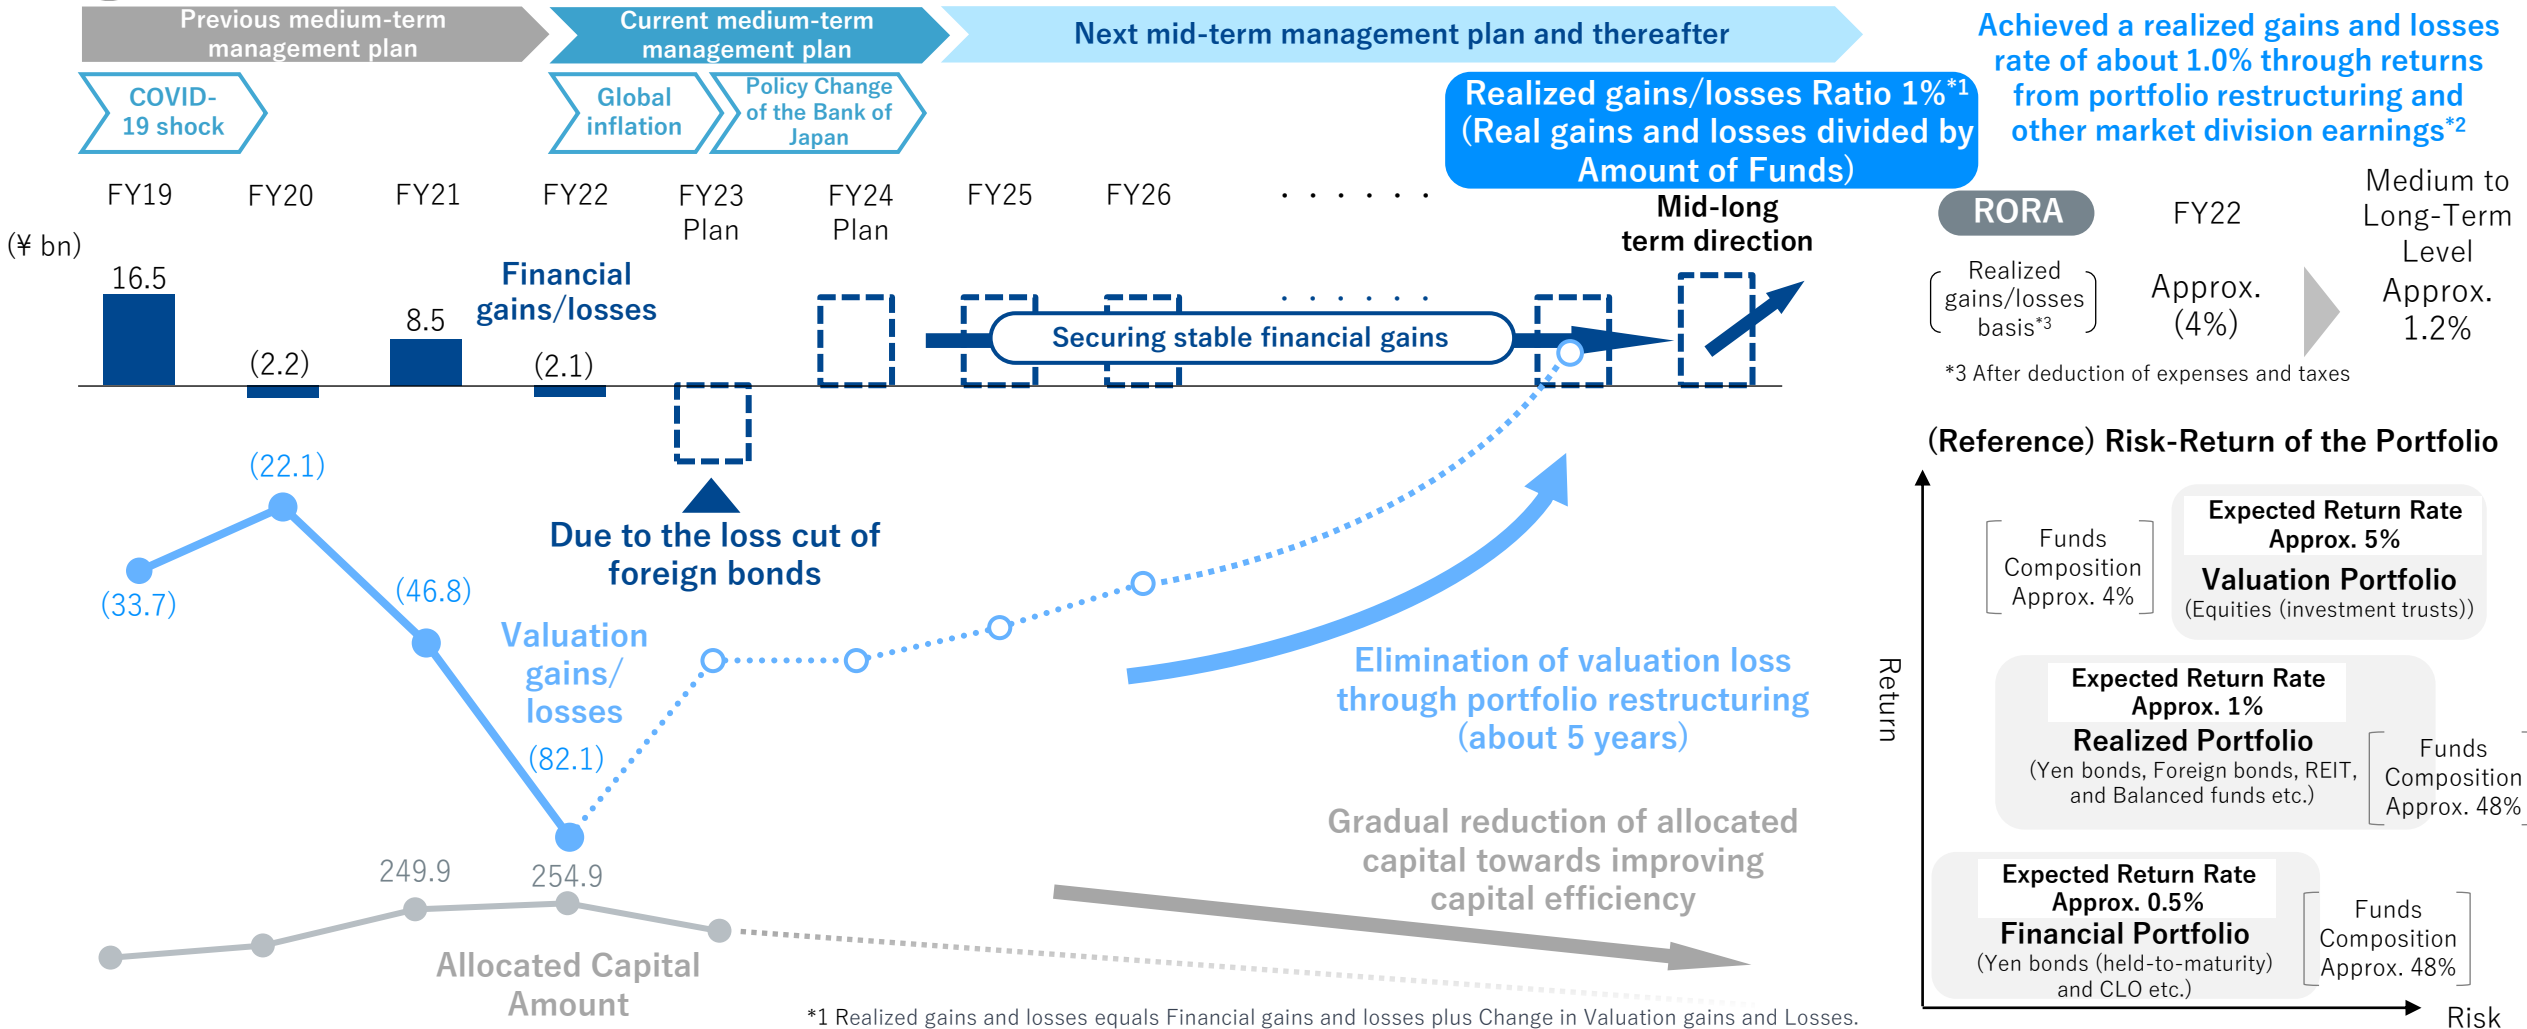 Previous medium-term
management plan
Current medium-term
management plan
Next mid-term management plan and thereafter
COVID-
19 shock
Global
inflation
Policy Change
of the Bank of
Japan
Realized gains/losses Ratio 1%*1
(Real gains and losses divided by
Amount of Funds)
Achieved a realized gains and losses
rate of about 1.0% through returns
from portfolio restructuring and
other market division earnings*2
FY19
FY20
FY21
FY22
FY23
Plan
FY24
Plan
FY25
FY26
. . . . . .
Mid-long
term direction
(¥ bn)
16.5
(2.2)
8.5
(2.1)
Financial
gains/losses
. . . . . .
Securing stable financial gains
RORA
FY22
Medium to
Long-Term
Level
Realized
gains/losses
basis*3
Approx.
(4%)
Approx.
1.2%
*3 After deduction of expenses and taxes
Due to the loss cut of
foreign bonds
(33.7)
(22.1)
(46.8)
(82.1)
Valuation
gains/
losses
Elimination of valuation loss
through portfolio restructuring
(about 5 years)
249.9
254.9
Allocated Capital
Amount
Gradual reduction of allocated
capital towards improving
capital efficiency
(Reference) Risk-Return of the Portfolio
Return
Funds
Composition
Approx. 4%
Expected Return Rate
Approx. 5%
Valuation Portfolio
(Equities (investment trusts))
Expected Return Rate
Approx. 1%
Realized Portfolio
(Yen bonds, Foreign bonds, REIT,
and Balanced funds etc.)
Funds
Composition
Approx. 48%
Expected Return Rate
Approx. 0.5%
Financial Portfolio
(Yen bonds (held-to-maturity)
and CLO etc.)
Funds
Composition
Approx. 48%
Risk
*1 Realized gains and losses equals Financial gains and losses plus Change in Valuation gains and Losses.